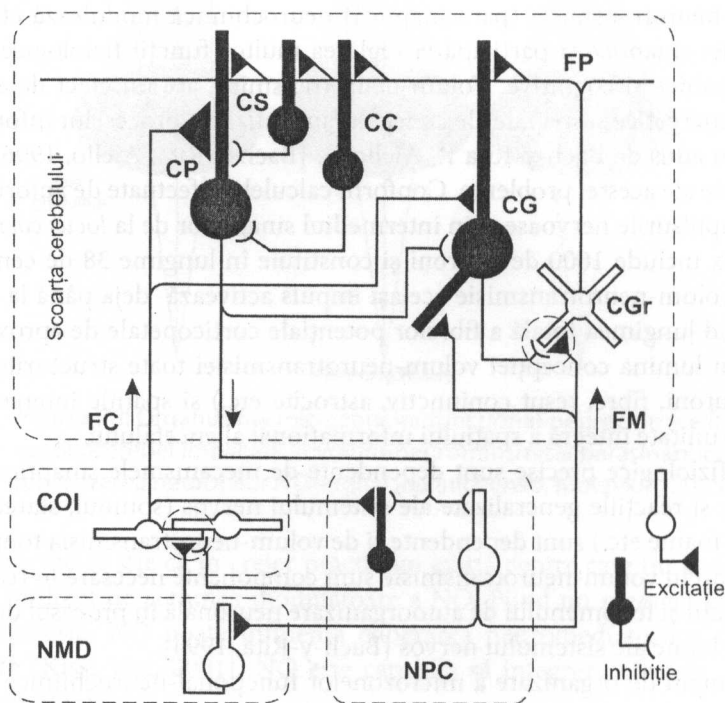 FP
CS
CC
CP
CG
CGr
Scoarța cerebelului
FC
FM
COI
NMD
NPC
Excitație
Inhibiție